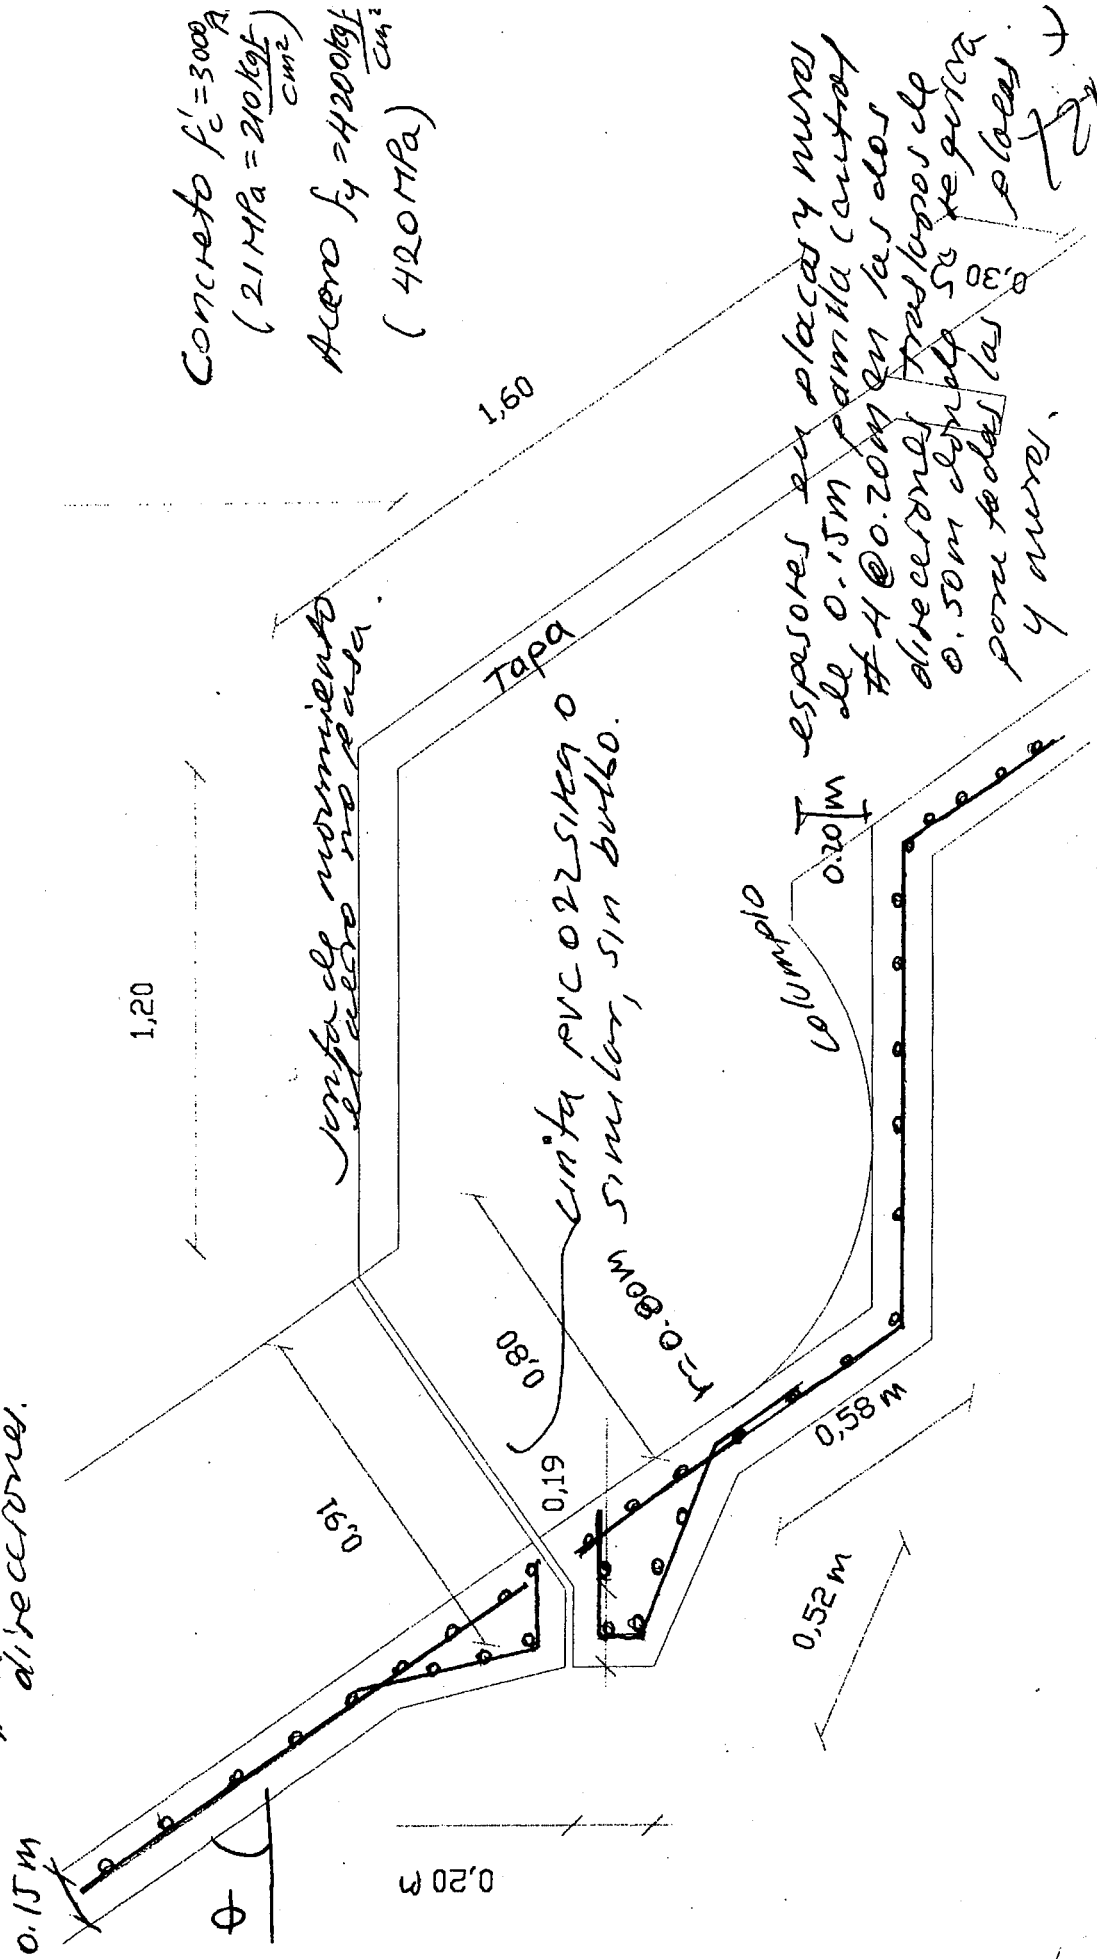 direcciones.
0.15 m
Concreto f'c = 3000
(21 MPa = 210 kgf/cm²)
Acero fy = 4200 kgf/cm²
(420 MPa)
1,20
1,60
junta de movimiento
el acero no pasa.
Tapa
cinta PVC 022 SIKA o
similar, sin bulbo.
0,91
0,80
0,19
r=0.80m
columpio
0.20 m
0,30
0,58 m
0,52 m
0,20 m
Φ
espesores en placas y muros
de 0.15m parrilla central
#4 @ 0.20m en las dos
direcciones Traslapos de
0.50m donde se requiera
para todas las placas
y muros.